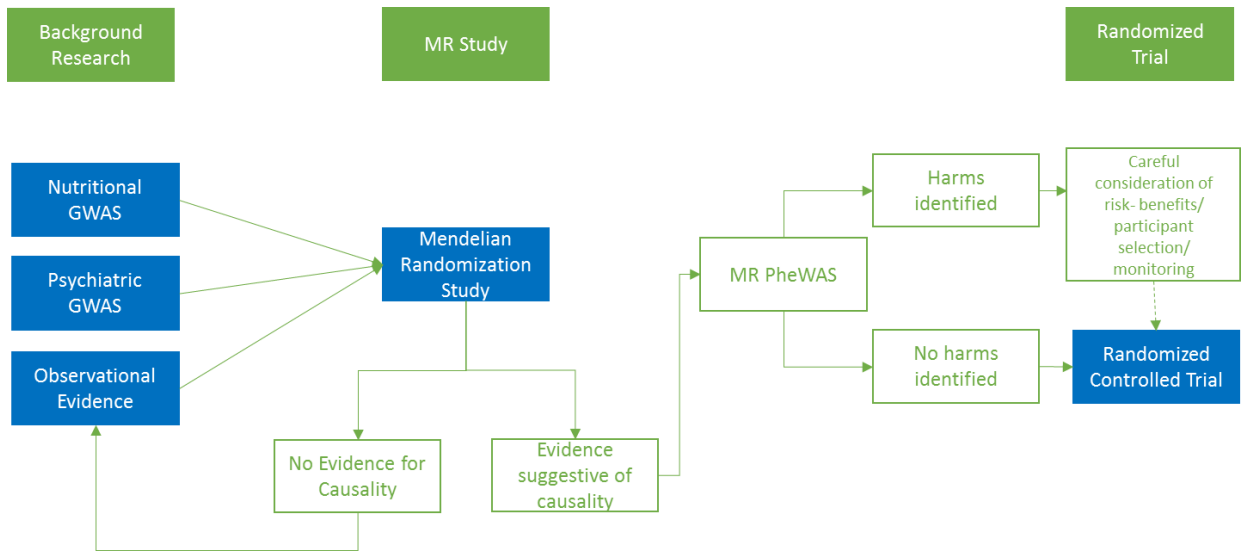 Background
Research
MR Study
Randomized
Trial
Nutritional
GWAS
Psychiatric
GWAS
Observational
Evidence
Mendelian
Randomization
Study
No Evidence for
Causality
Evidence
suggestive of
causality
MR PheWAS
Harms
identified
No harms
identified
Careful
consideration of
risk- benefits/
participant
selection/
monitoring
Randomized
Controlled Trial